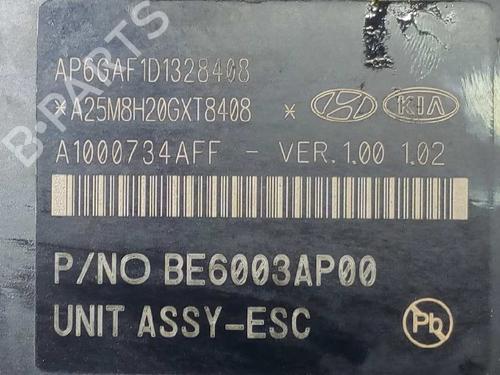 AP6GAF1D1328408
*A25M8H20GXT8408 * KIA
A1000734AFF - VER.1.00 1.02
P/NO BE6003AP00
UNIT ASSY-ESC
Pb
B-PARTS